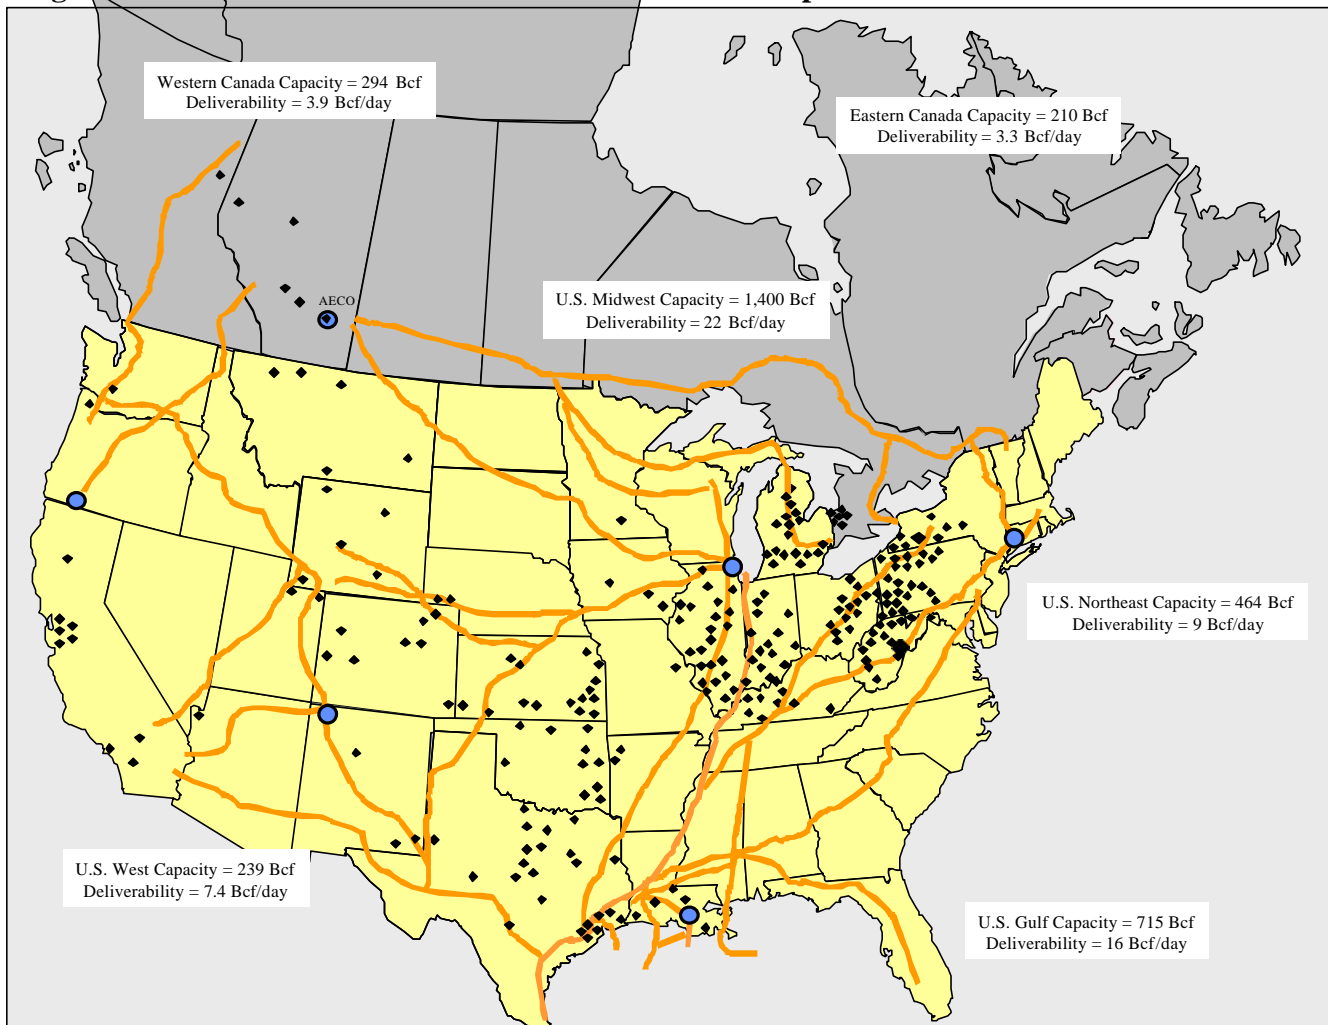 Western Canada Capacity = 294 Bcf
Deliverability = 3.9 Bcf/day
Eastern Canada Capacity = 210 Bcf
Deliverability = 3.3 Bcf/day
AECO
U.S. Midwest Capacity = 1,400 Bcf
Deliverability = 22 Bcf/day
U.S. Northeast Capacity = 464 Bcf
Deliverability = 9 Bcf/day
U.S. West Capacity = 239 Bcf
Deliverability = 7.4 Bcf/day
U.S. Gulf Capacity = 715 Bcf
Deliverability = 16 Bcf/day